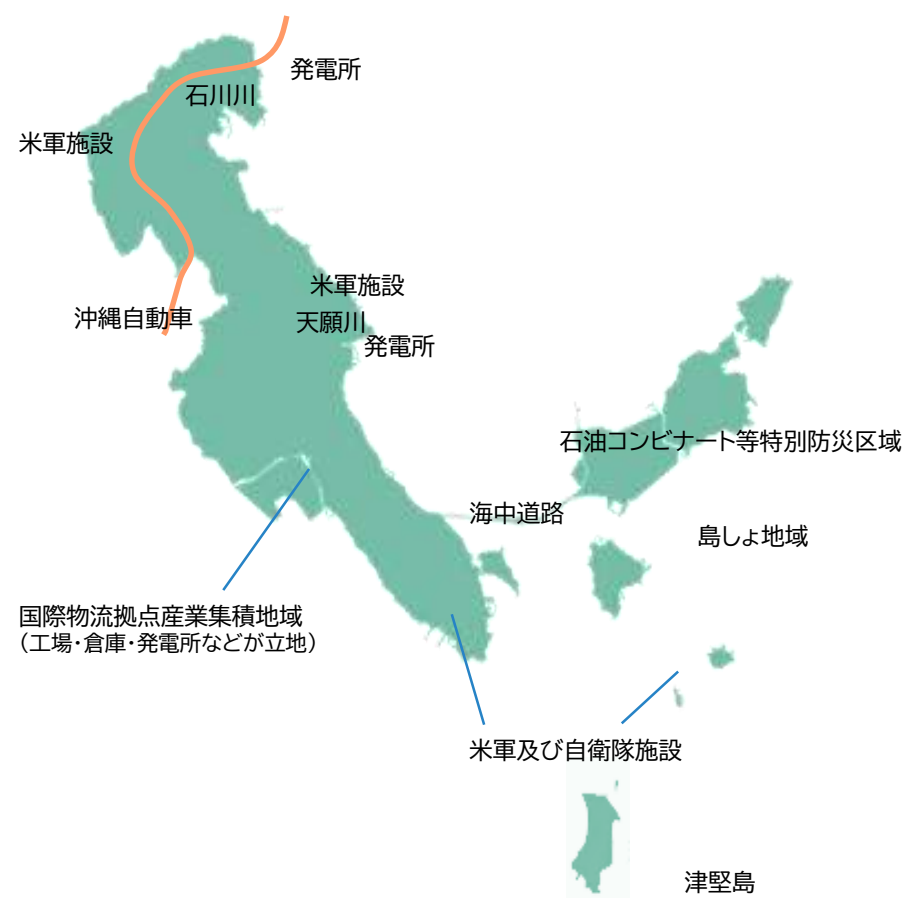 発電所
石川川
米軍施設
米軍施設
沖縄自動車
天願川
発電所
石油コンビナート等特別防災区域
海中道路
島しょ地域
国際物流拠点産業集積地域
（工場・倉庫・発電所などが立地）
米軍及び自衛隊施設
津堅島